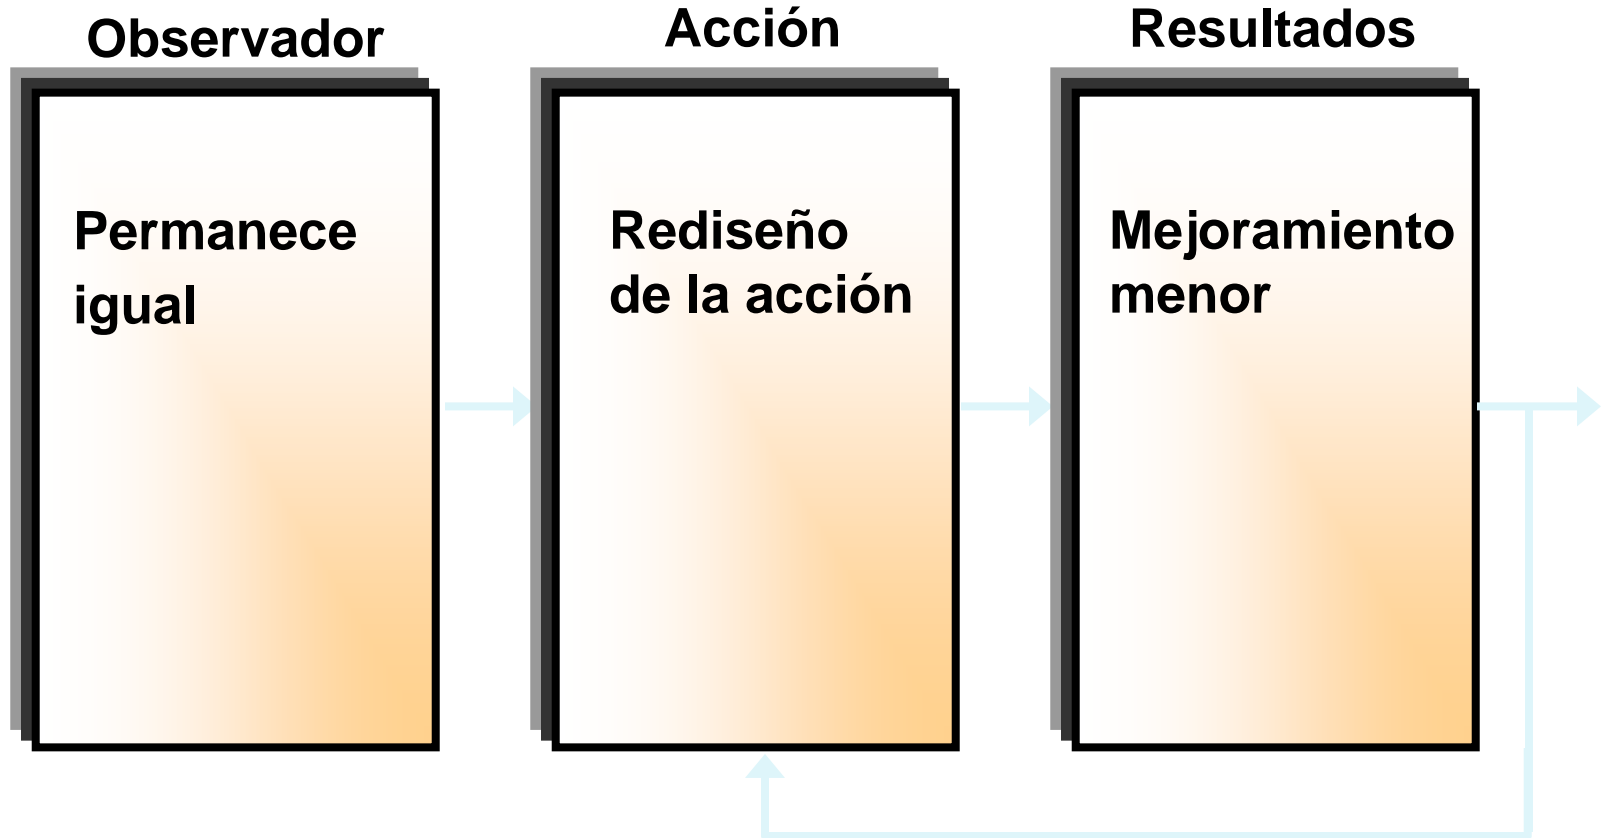 Observador
Acción
Resultados
Permanece
igual
Rediseño
de la acción
Mejoramiento
menor